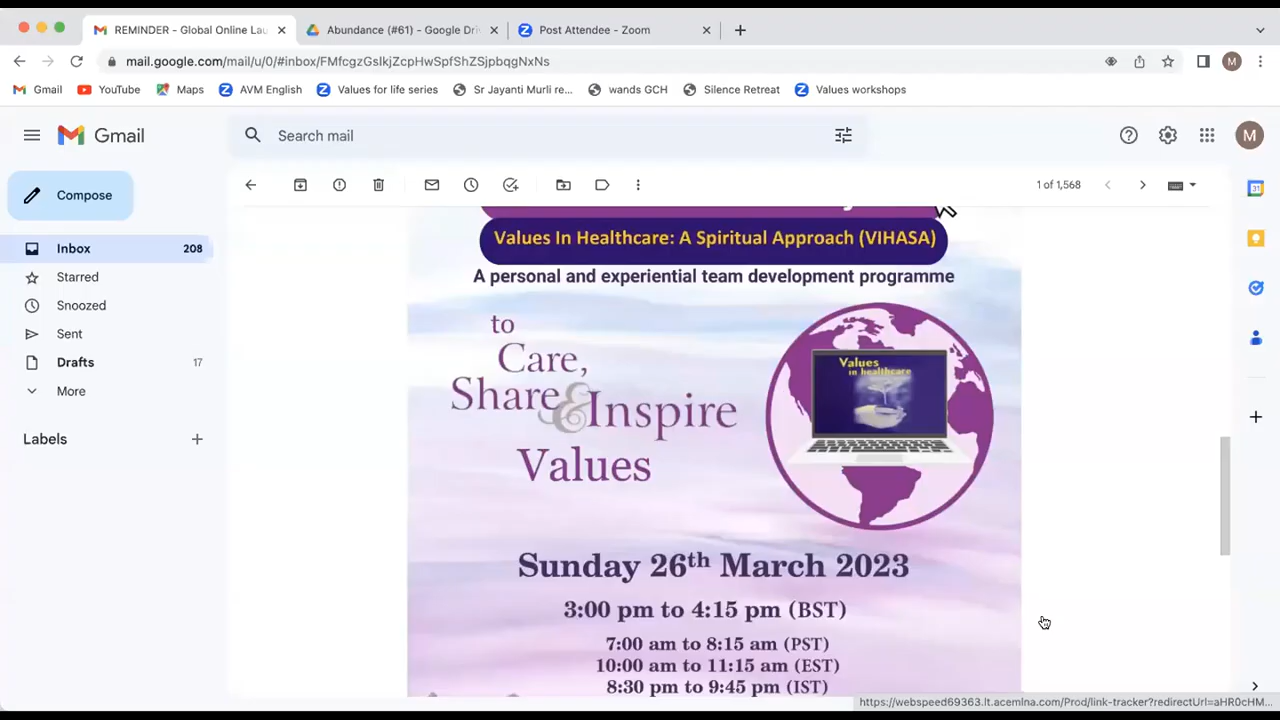 REMINDER - Global Online Lau
Abundance (#61) - Google Dri
Post Attendee - Zoom
mail.google.com/mail/u/0/#inbox/FMfcgzGslkjZcpHwSpfShZSjpbqgNxNs
M
Gmail
YouTube
Maps
AVM English
Values for life series
Sr Jayanti Murli re...
wands GCH
Silence Retreat
Values workshops
Gmail
Search mail
M
Compose
1 of 1,568
31
Inbox 208
Starred
Snoozed
Sent
Drafts 17
More
Labels
Values In Healthcare: A Spiritual Approach (VIHASA)
A personal and experiential team development programme
to
Care,
Share & Inspire
Values
Values
in healthcare
Sunday 26th March 2023
3:00 pm to 4:15 pm (BST)
7:00 am to 8:15 am (PST)
10:00 am to 11:15 am (EST)
8:30 pm to 9:45 pm (IST)
https://webspeed69363.lt.acemlna.com/Prod/link-tracker?redirectUrl=aHR0cHM...